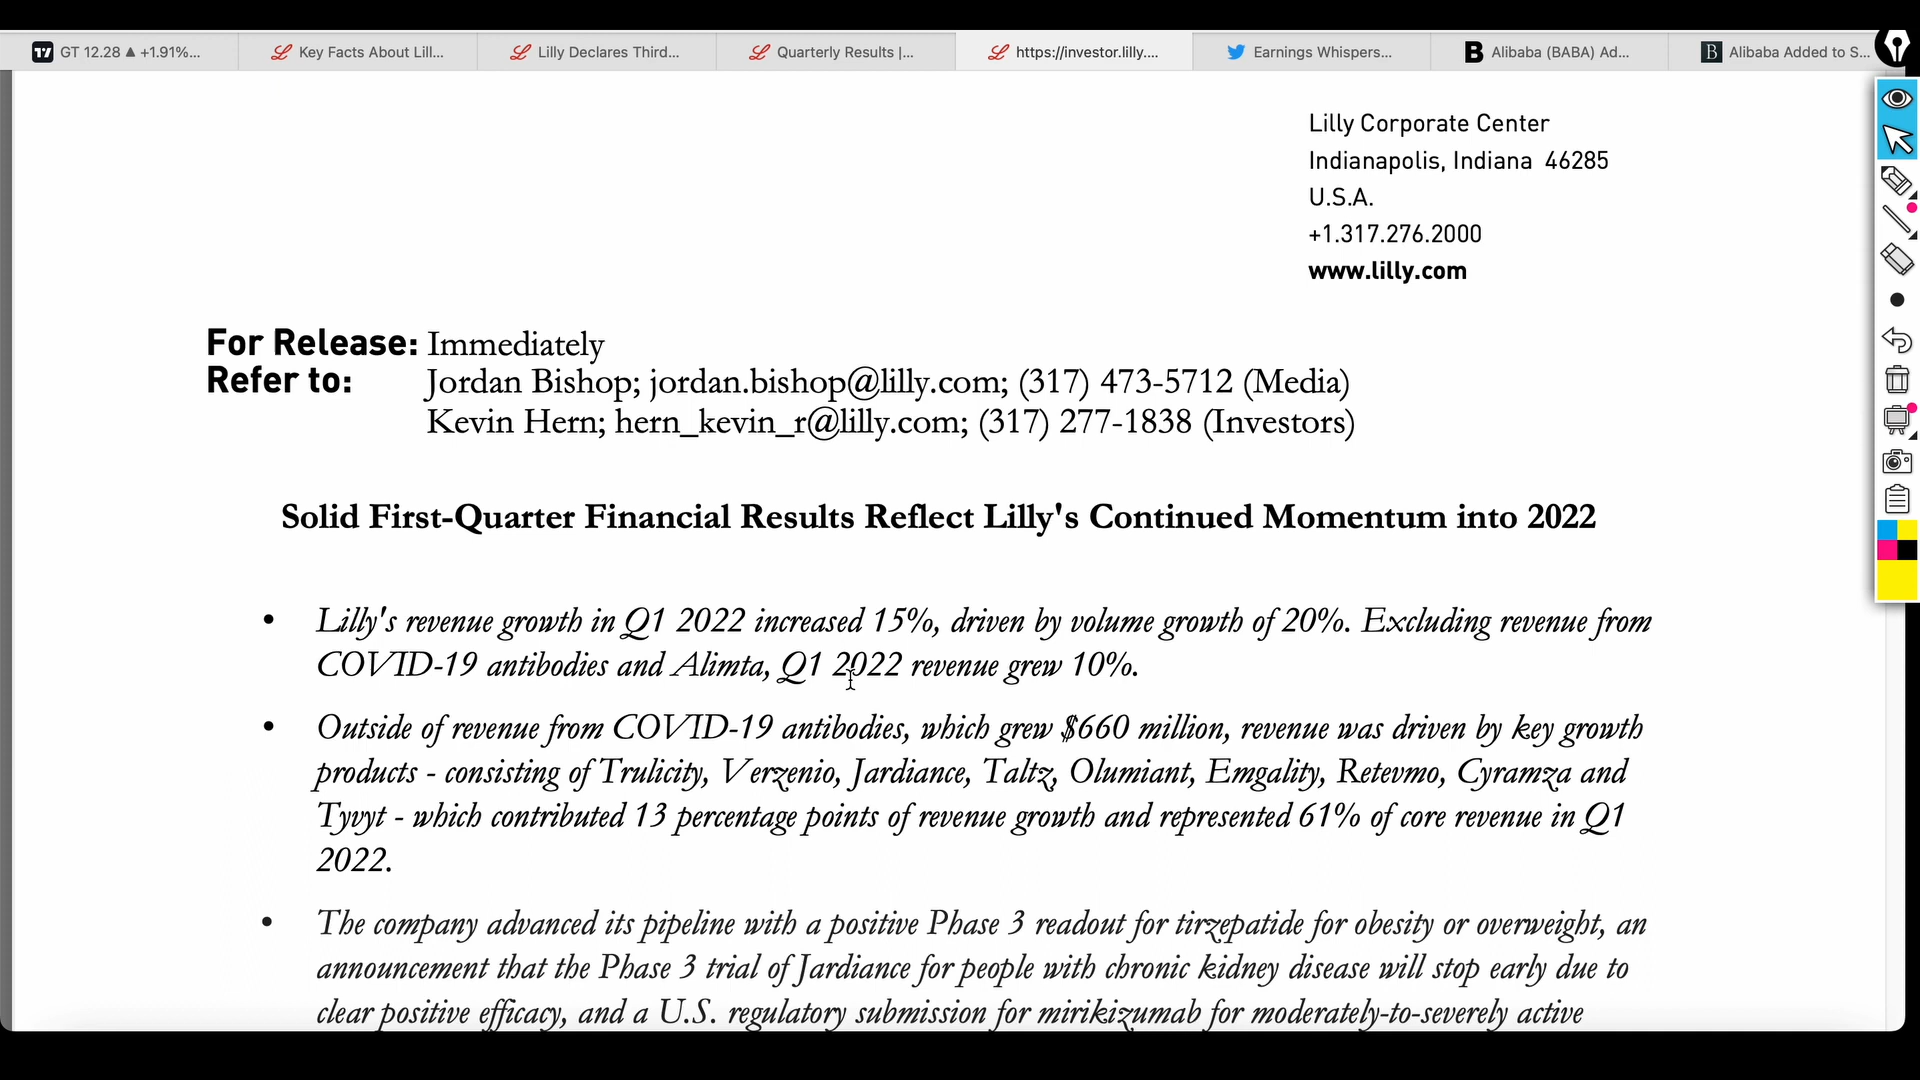 GT 12.28 ▲ +1.91%...
Key Facts About Lill...
Lilly Declares Third...
Quarterly Results |...
https://investor.lilly....
Earnings Whispers...
Alibaba (BABA) Ad...
Alibaba Added to S...
Lilly Corporate Center
Indianapolis, Indiana 46285
U.S.A.
+1.317.276.2000
www.lilly.com
For Release: Immediately
Refer to: Jordan Bishop; jordan.bishop@lilly.com; (317) 473-5712 (Media)
Kevin Hern; hern_kevin_r@lilly.com; (317) 277-1838 (Investors)
Solid First-Quarter Financial Results Reflect Lilly's Continued Momentum into 2022
• Lilly's revenue growth in Q1 2022 increased 15%, driven by volume growth of 20%. Excluding revenue from
COVID-19 antibodies and Alimta, Q1 2022 revenue grew 10%.
• Outside of revenue from COVID-19 antibodies, which grew $660 million, revenue was driven by key growth
products - consisting of Trulicity, Verzenio, Jardiance, Taltz, Olumiant, Emgality, Retevmo, Cyramza and
Tyvyt - which contributed 13 percentage points of revenue growth and represented 61% of core revenue in Q1
2022.
• The company advanced its pipeline with a positive Phase 3 readout for tirzepatide for obesity or overweight, an
announcement that the Phase 3 trial of Jardiance for people with chronic kidney disease will stop early due to
clear positive efficacy, and a U.S. regulatory submission for mirikizumab for moderately-to-severely active